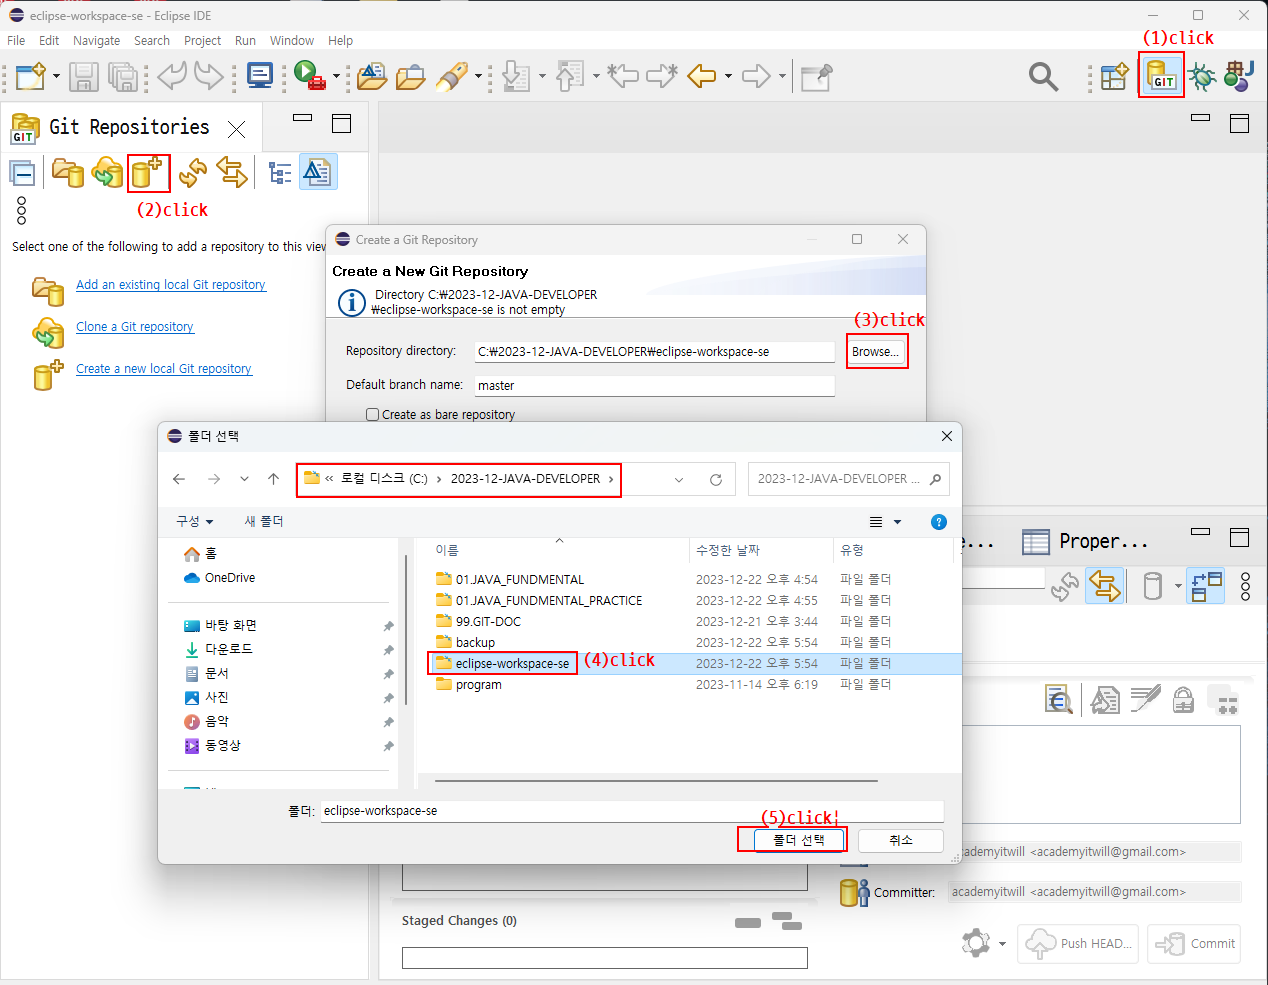 eclipse-workspace-se - Eclipse IDE
File Edit Navigate Search Project Run Window Help
(1)click
GIT
GIT
Git Repositories
(2)click
Select one of the following to add a repository to this view
Add an existing local Git repository
Clone a Git repository
Create a new local Git repository
Create a Git Repository
Create a New Git Repository
Directory C:₩2023-12-JAVA-DEVELOPER
₩eclipse-workspace-se is not empty
(3)click
Repository directory: C:₩2023-12-JAVA-DEVELOPER₩eclipse-workspace-se Browse...
Default branch name: master
Create as bare repository
폴더 선택
« 로컬 디스크 (C:) › 2023-12-JAVA-DEVELOPER ›
2023-12-JAVA-DEVELOPER ...
구성 새 폴더
홈
OneDrive
바탕 화면
다운로드
문서
사진
음악
동영상
이름 수정한 날짜 유형
01.JAVA_FUNDMENTAL 2023-12-22 오후 4:54 파일 폴더
01.JAVA_FUNDMENTAL_PRACTICE 2023-12-22 오후 4:55 파일 폴더
99.GIT-DOC 2023-12-21 오후 3:44 파일 폴더
backup 2023-12-22 오후 5:54 파일 폴더
eclipse-workspace-se (4)click 2023-12-22 오후 5:54 파일 폴더
program 2023-11-14 오후 6:19 파일 폴더
폴더: eclipse-workspace-se
(5)click
폴더 선택 취소
e... Proper...
cademyitwill <academyitwill@gmail.com>
Committer: academyitwill <academyitwill@gmail.com>
Staged Changes (0)
Push HEAD... Commit